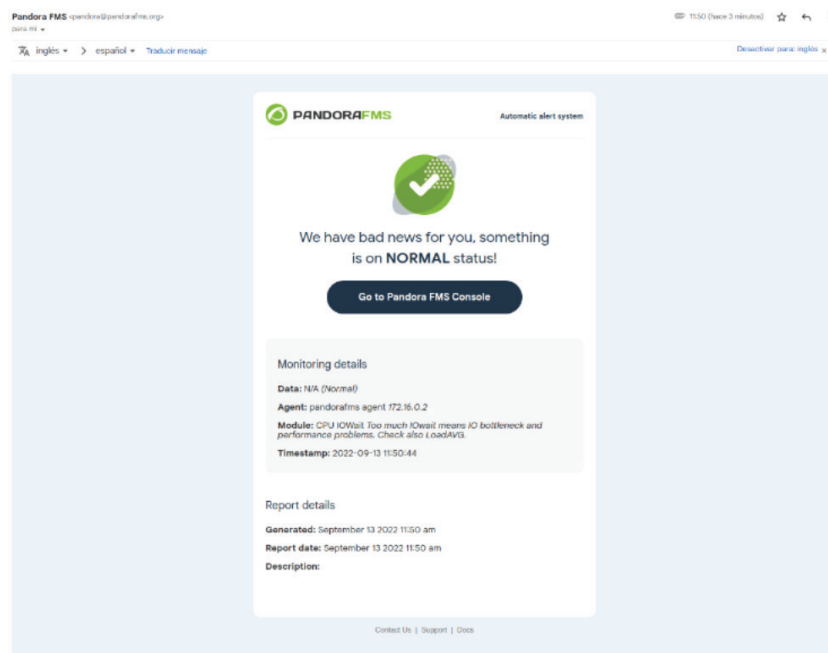 Pandora FMS <pandora@pandorafms.org>
11:50 (hace 3 minutos)
para mí
inglés > español Traducir mensaje
Desactivar para: inglés x
PANDORAFMS
Automatic alert system
We have bad news for you, something
is on NORMAL status!
Go to Pandora FMS Console
Monitoring details
Data: N/A (Normal)
Agent: pandorafms agent 172.16.0.2
Module: CPU IOWait Too much IOwait means IO bottleneck and
performance problems. Check also LoadAVG.
Timestamp: 2022-09-13 11:50:44
Report details
Generated: September 13 2022 11:50 am
Report date: September 13 2022 11:50 am
Description:
Contact Us | Support | Docs